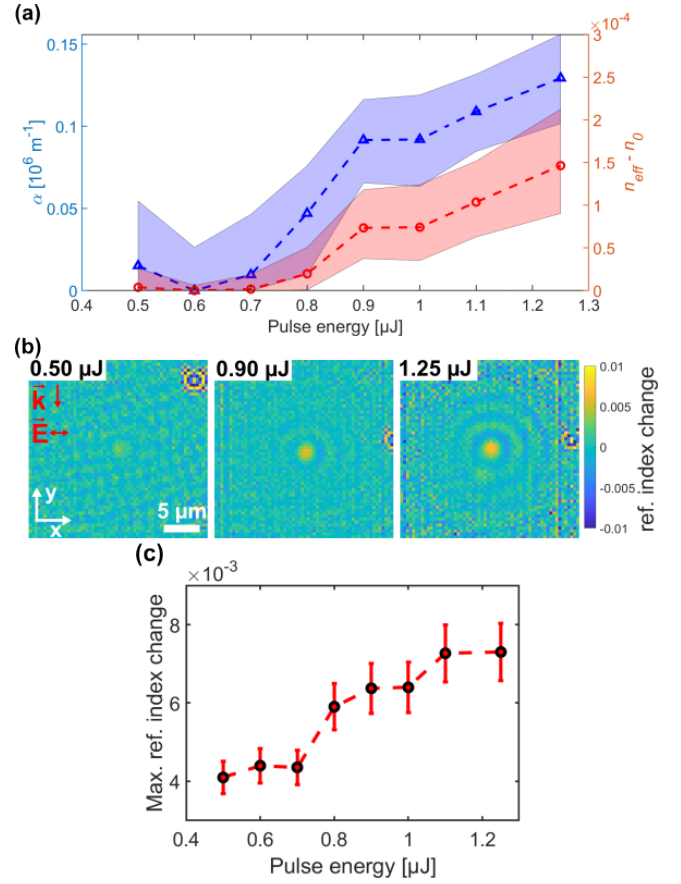 (a)
×10⁻⁴
0.15
0.1
0.05
0
α [10⁶ m⁻¹]
3
2.5
2
1.5
1
0.5
0
n_eff - n_0
0.4 0.5 0.6 0.7 0.8 0.9 1 1.1 1.2 1.3
Pulse energy [μJ]
(b)
0.50 μJ 0.90 μJ 1.25 μJ
k
E
y
x
5 μm
0.01
0.005
0
-0.005
-0.01
ref. index change
(c)
×10⁻³
8
6
4
Max. ref. index change
0.4 0.6 0.8 1 1.2
Pulse energy [μJ]